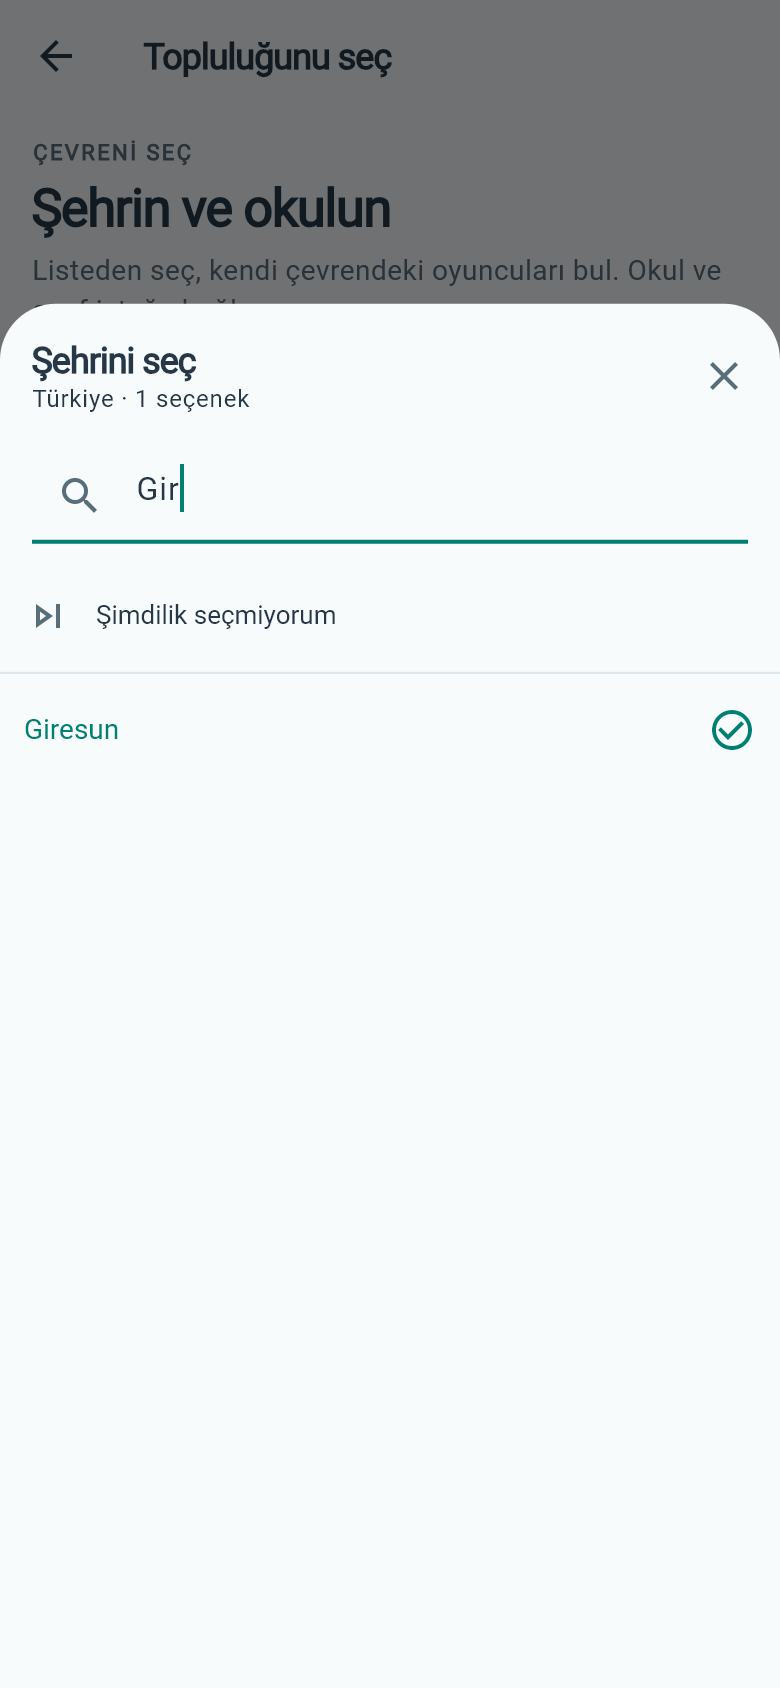 Topluluğunu seç
ÇEVRENİ SEÇ
Şehrin ve okulun
Listeden seç, kendi çevrendeki oyuncuları bul. Okul ve
Şehrini seç
Türkiye · 1 seçenek
Gir
Şimdilik seçmiyorum
Giresun